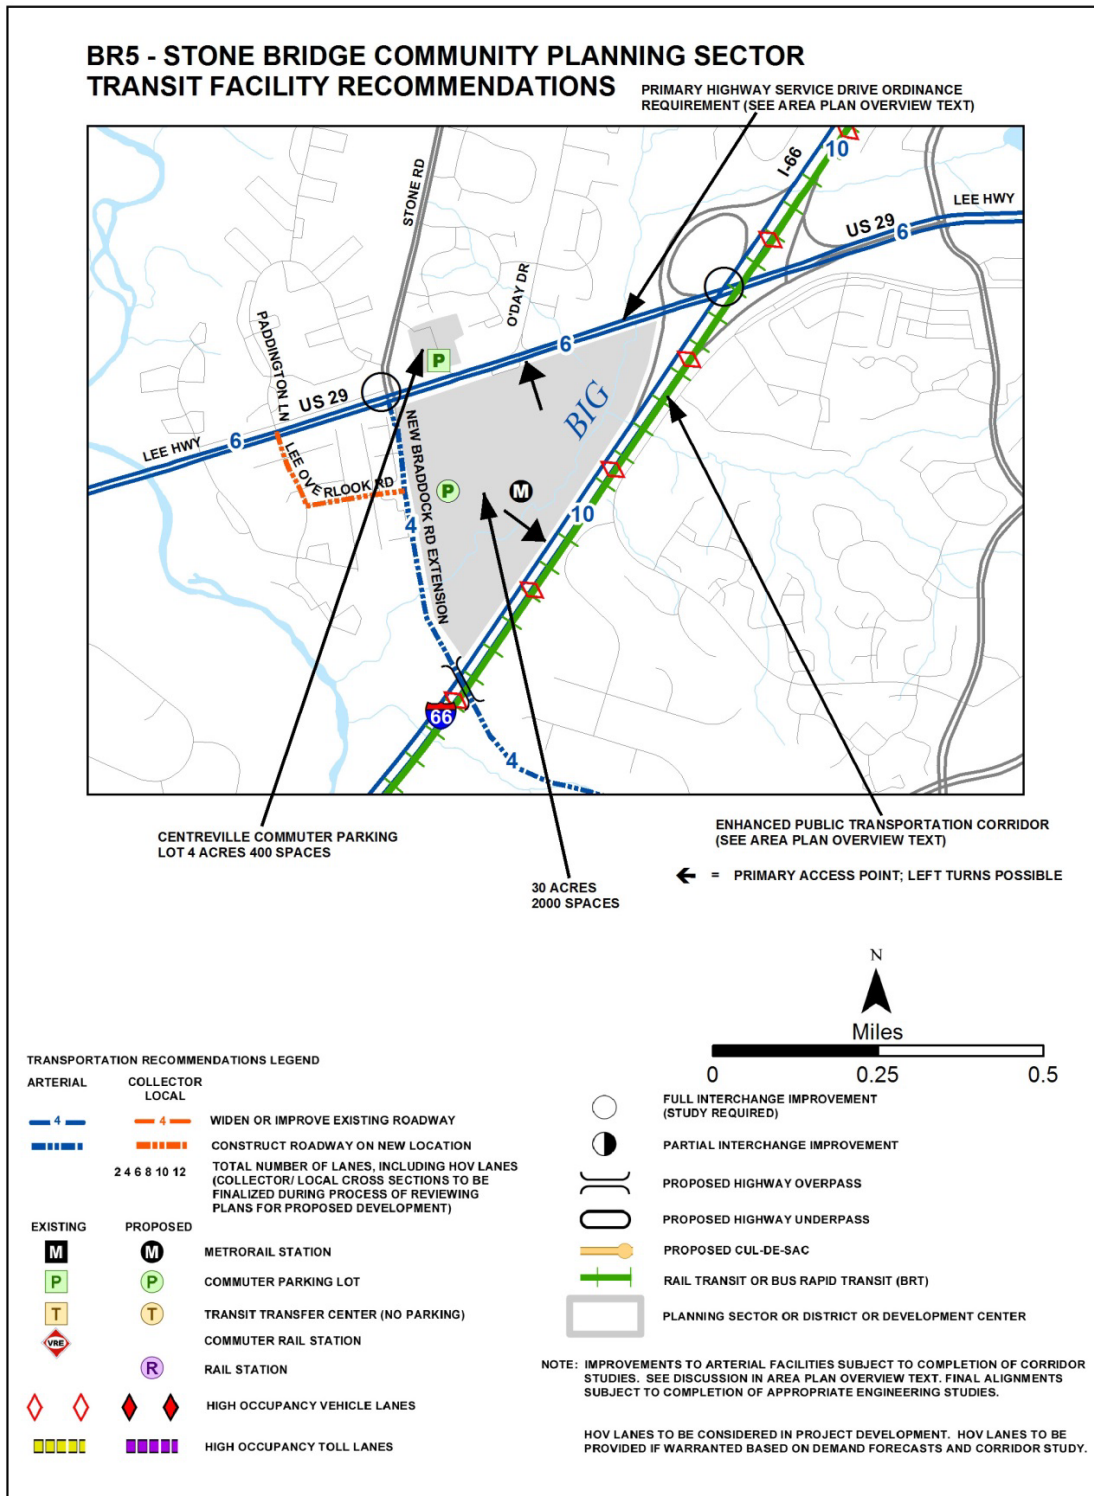 BR5 - STONE BRIDGE COMMUNITY PLANNING SECTOR
TRANSIT FACILITY RECOMMENDATIONS
PRIMARY HIGHWAY SERVICE DRIVE ORDINANCE
REQUIREMENT (SEE AREA PLAN OVERVIEW TEXT)
10
I-66
STONE RD
LEE HWY
US 29
6
O'DAY DR
PADDINGTON LN
P
6
US 29
BIG
NEW BRADDOCK RD EXTENSION
LEE HWY
6
LEE OVERLOOK RD
P
M
10
4
66
4
CENTREVILLE COMMUTER PARKING
LOT 4 ACRES 400 SPACES
ENHANCED PUBLIC TRANSPORTATION CORRIDOR
(SEE AREA PLAN OVERVIEW TEXT)
= PRIMARY ACCESS POINT; LEFT TURNS POSSIBLE
30 ACRES
2000 SPACES
N
Miles
0 0.25 0.5
TRANSPORTATION RECOMMENDATIONS LEGEND
ARTERIAL
COLLECTOR
LOCAL
4 4 WIDEN OR IMPROVE EXISTING ROADWAY
CONSTRUCT ROADWAY ON NEW LOCATION
2 4 6 8 10 12 TOTAL NUMBER OF LANES, INCLUDING HOV LANES
(COLLECTOR/ LOCAL CROSS SECTIONS TO BE
FINALIZED DURING PROCESS OF REVIEWING
PLANS FOR PROPOSED DEVELOPMENT)
EXISTING PROPOSED
M M METRORAIL STATION
P P COMMUTER PARKING LOT
T T TRANSIT TRANSFER CENTER (NO PARKING)
VRE COMMUTER RAIL STATION
R RAIL STATION
HIGH OCCUPANCY VEHICLE LANES
HIGH OCCUPANCY TOLL LANES
FULL INTERCHANGE IMPROVEMENT
(STUDY REQUIRED)
PARTIAL INTERCHANGE IMPROVEMENT
PROPOSED HIGHWAY OVERPASS
PROPOSED HIGHWAY UNDERPASS
PROPOSED CUL-DE-SAC
RAIL TRANSIT OR BUS RAPID TRANSIT (BRT)
PLANNING SECTOR OR DISTRICT OR DEVELOPMENT CENTER
NOTE: IMPROVEMENTS TO ARTERIAL FACILITIES SUBJECT TO COMPLETION OF CORRIDOR
STUDIES. SEE DISCUSSION IN AREA PLAN OVERVIEW TEXT. FINAL ALIGNMENTS
SUBJECT TO COMPLETION OF APPROPRIATE ENGINEERING STUDIES.
HOV LANES TO BE CONSIDERED IN PROJECT DEVELOPMENT. HOV LANES TO BE
PROVIDED IF WARRANTED BASED ON DEMAND FORECASTS AND CORRIDOR STUDY.